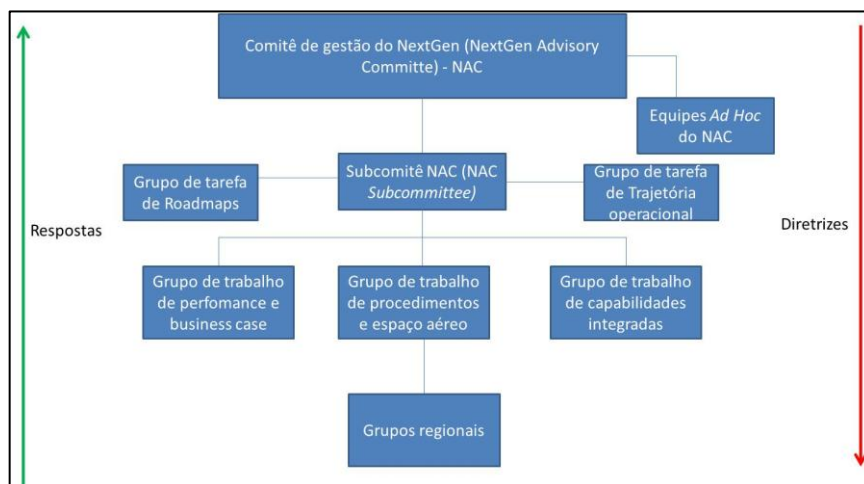 Comitê de gestão do NextGen (NextGen Advisory
Committe) - NAC
Equipes Ad Hoc
do NAC
Grupo de tarefa
de Roadmaps
Subcomitê NAC (NAC
Subcommittee)
Grupo de tarefa
de Trajetória
operacional
Respostas
Diretrizes
Grupo de trabalho
de perfomance e
business case
Grupo de trabalho
de procedimentos
e espaço aéreo
Grupo de trabalho
de capabilidades
integradas
Grupos regionais